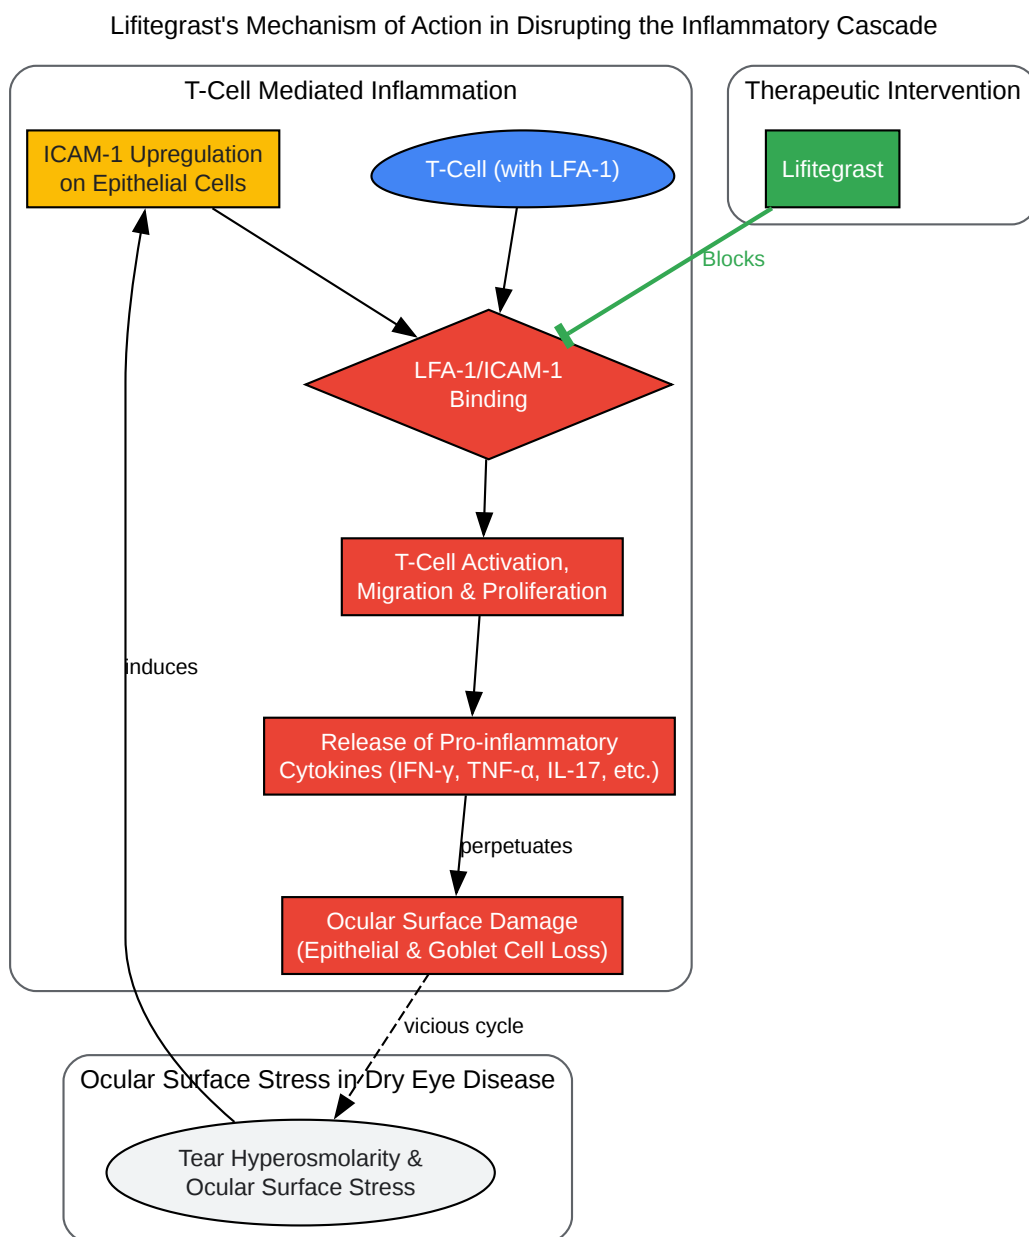 Lifitegrast's Mechanism of Action in Disrupting the Inflammatory Cascade
T-Cell Mediated Inflammation
Therapeutic Intervention
ICAM-1 Upregulation
on Epithelial Cells
T-Cell (with LFA-1)
Lifitegrast
Blocks
LFA-1/ICAM-1
Binding
T-Cell Activation,
Migration & Proliferation
induces
Release of Pro-inflammatory
Cytokines (IFN-γ, TNF-α, IL-17, etc.)
perpetuates
Ocular Surface Damage
(Epithelial & Goblet Cell Loss)
vicious cycle
Ocular Surface Stress in Dry Eye Disease
Tear Hyperosmolarity &
Ocular Surface Stress